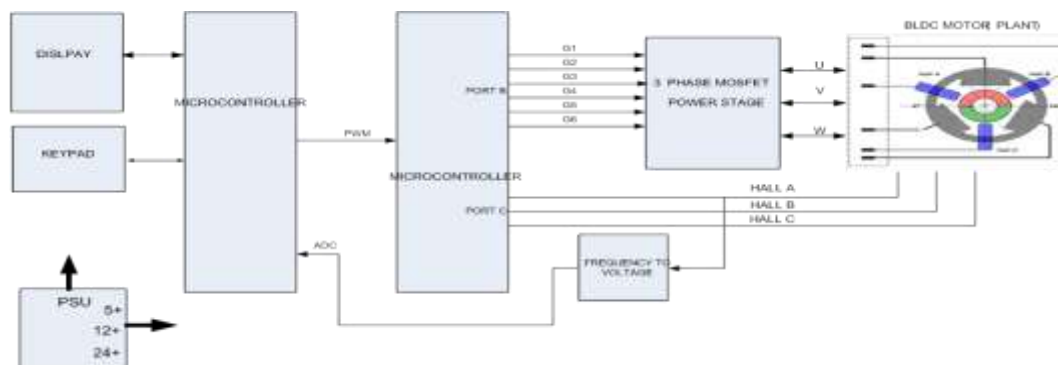 BLDC MOTOR( PLANT)
DISLPAY
MICROCONTROLLER
KEYPAD
PWM
G1
G2
G3
G4
G5
G6
PORT B
MICROCONTROLLER
PORT C
3 PHASE MOSFET
POWER STAGE
U
V
W
HALL A
HALL B
HALL C
ADC
FREQUENCY TO
VOLTAGE
PSU
5+
12+
24+